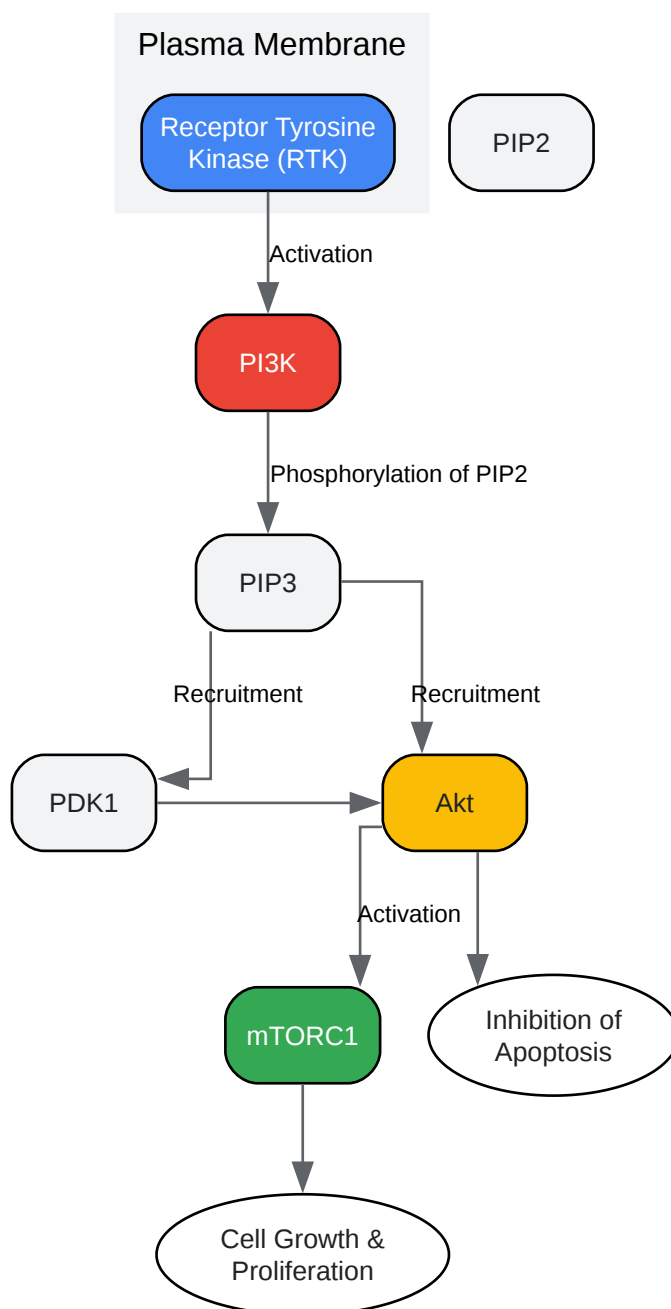 Plasma Membrane
Receptor Tyrosine
Kinase (RTK)
PIP2
Activation
PI3K
Phosphorylation of PIP2
PIP3
Recruitment
Recruitment
PDK1
Akt
Activation
mTORC1
Inhibition of
Apoptosis
Cell Growth &
Proliferation